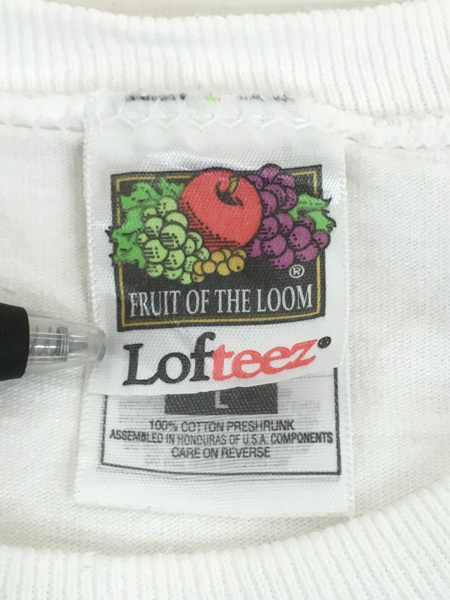 ®
FRUIT OF THE LOOM
Lofteez®
L
100% COTTON PRESHRUNK
ASSEMBLED IN HONDURAS OF U.S.A. COMPONENTS
CARE ON REVERSE